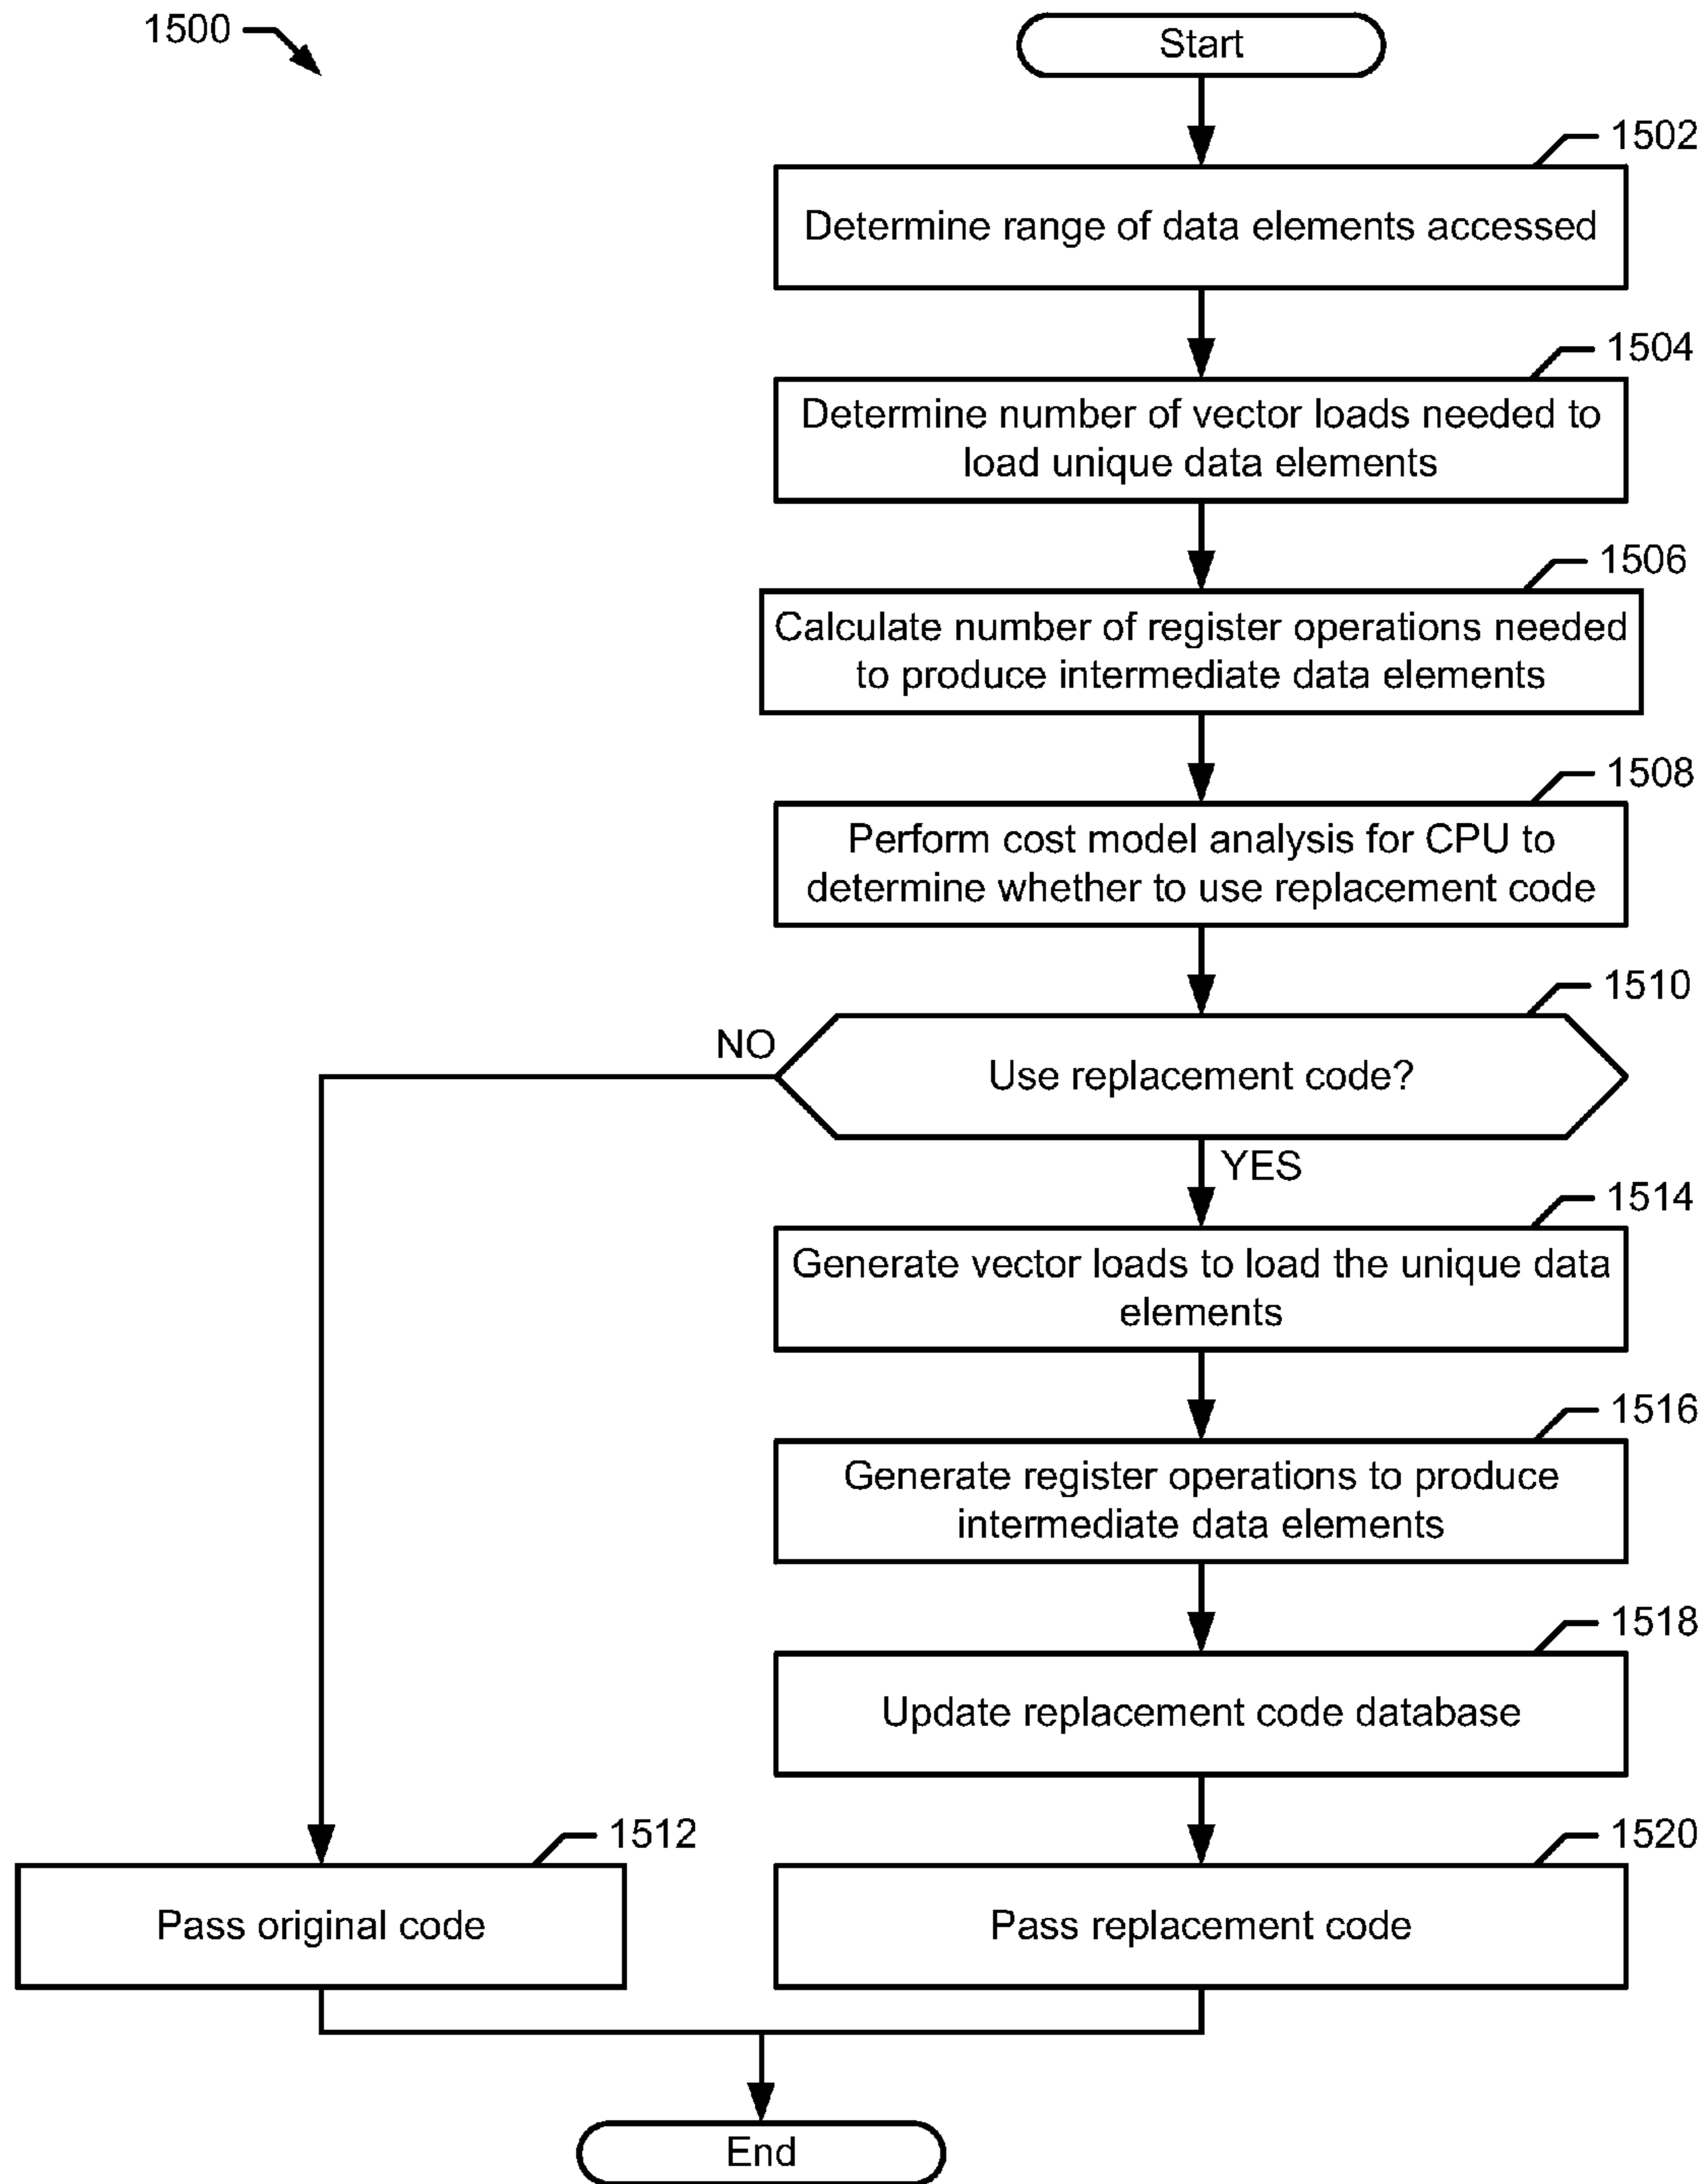 1500
Start
1502
Determine range of data elements accessed
1504
Determine number of vector loads needed to
load unique data elements
1506
Calculate number of register operations needed
to produce intermediate data elements
1508
Perform cost model analysis for CPU to
determine whether to use replacement code
1510
NO
Use replacement code?
YES
1514
Generate vector loads to load the unique data
elements
1516
Generate register operations to produce
intermediate data elements
1518
Update replacement code database
1512
1520
Pass original code
Pass replacement code
End